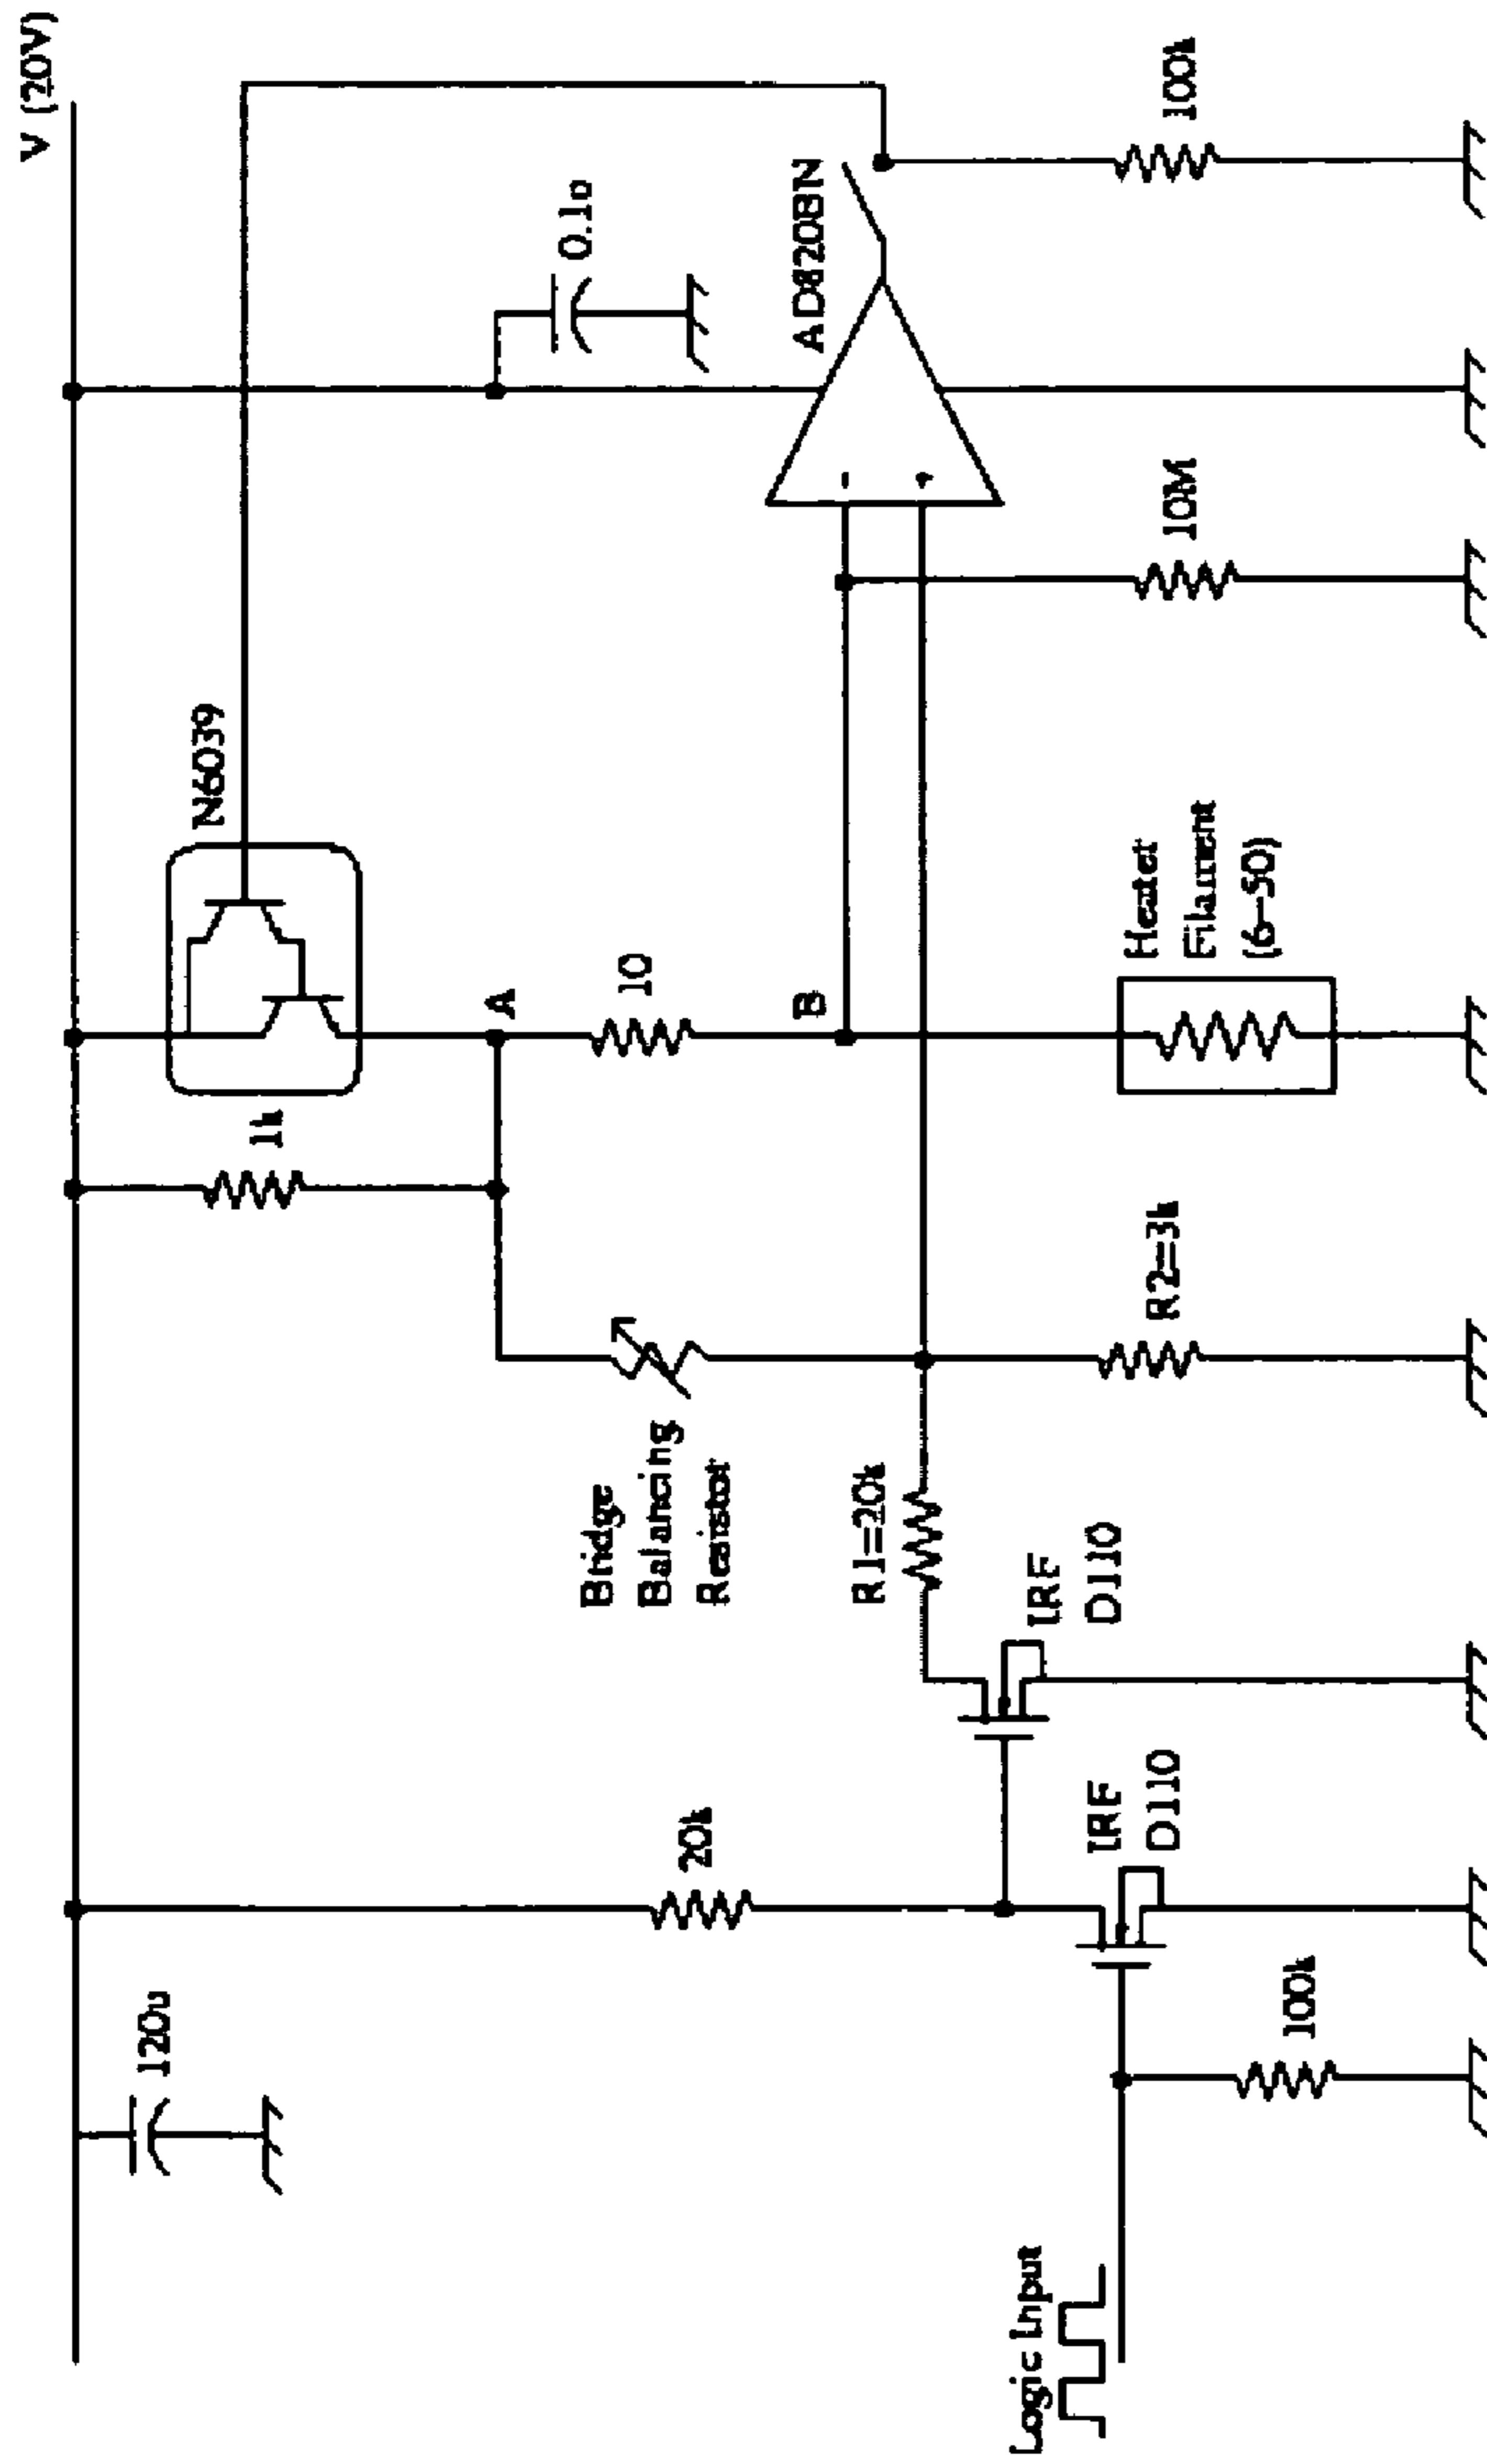 V (20V)
N6039
1k
A
10
B
0.1u
AD820BN
100k
10M
Heater
Filament
(6-50)
R2=3k
Bridge
Balancing
Resistor
R1=20k
IRF
D110
20k
IRF
D110
120u
100k
Logic Input
-
+